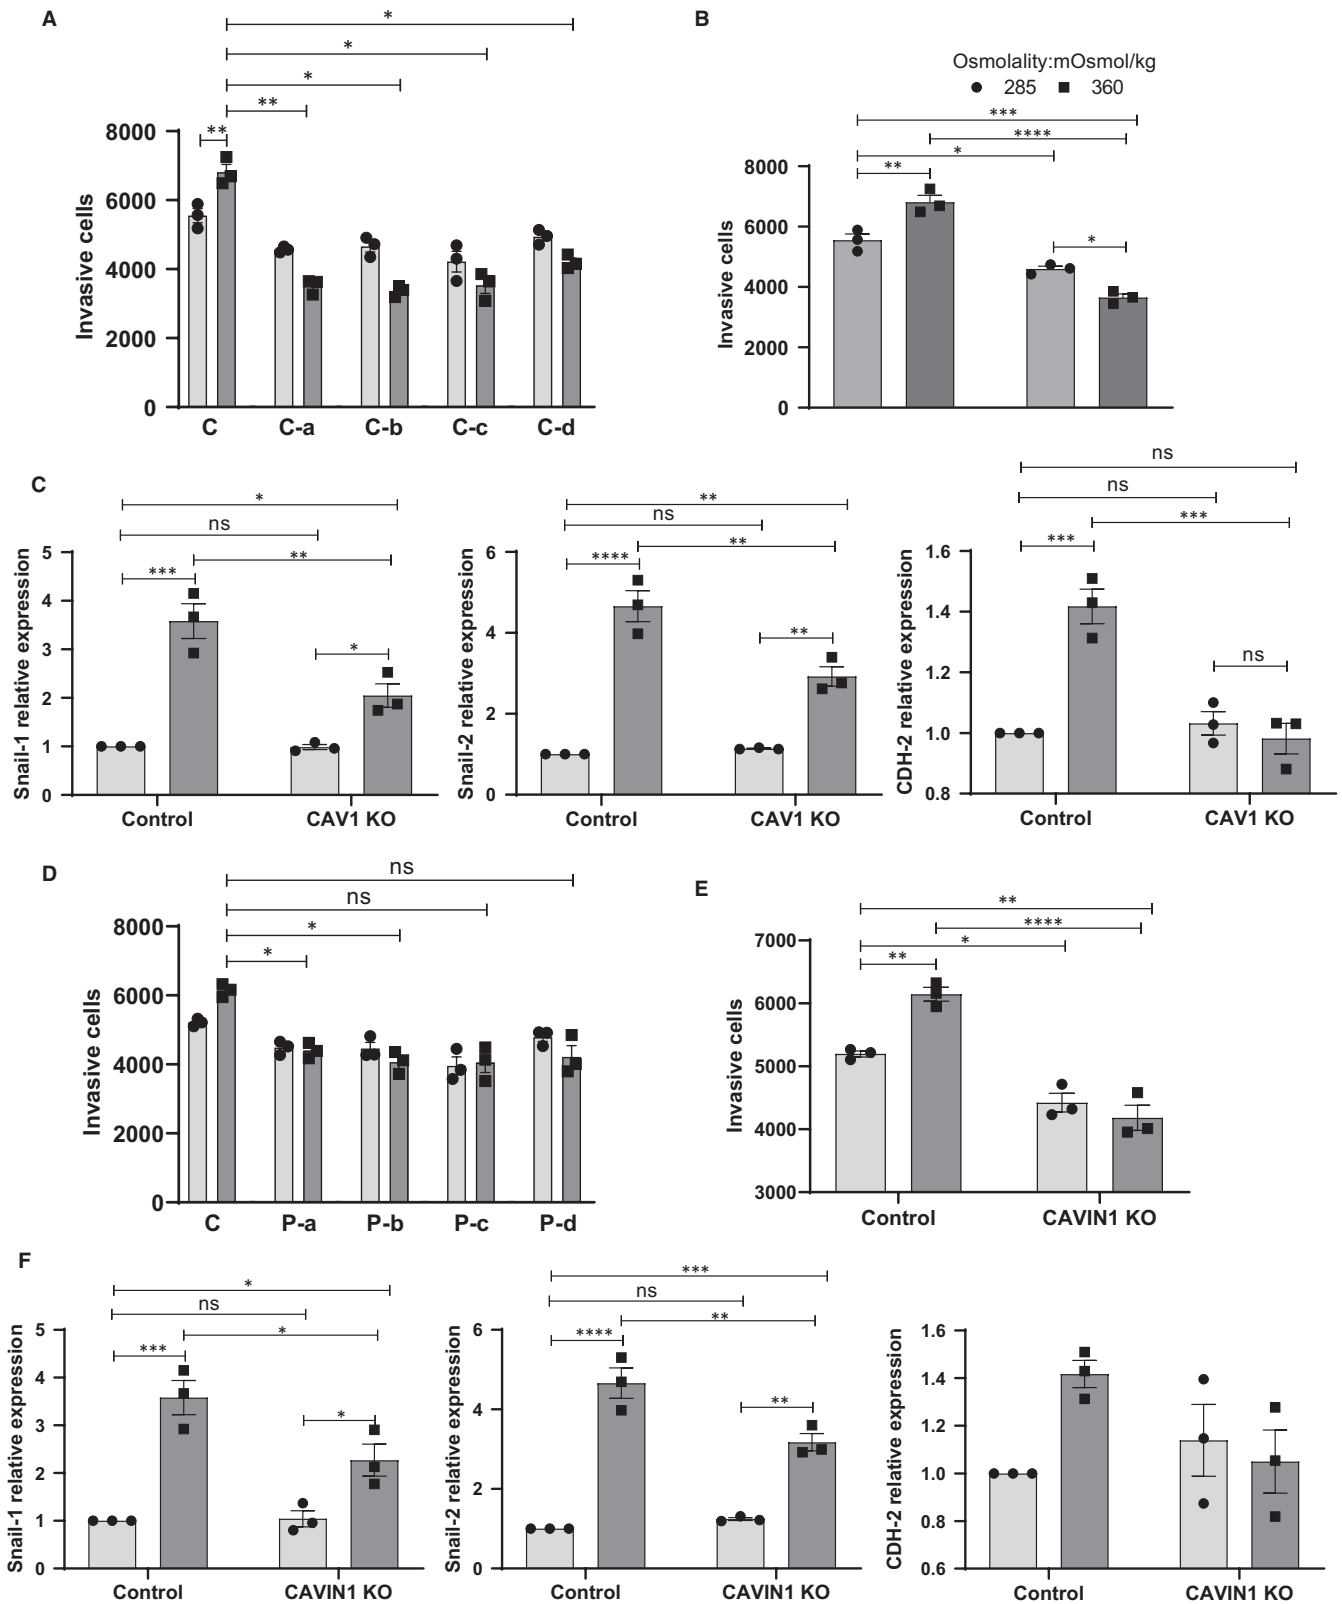 A
*
*
*
**
**
Invasive cells
8000
6000
4000
2000
0
C C-a C-b C-c C-d
B
Osmolality:mOsmol/kg
285 360
***
****
*
**
*
Invasive cells
8000
6000
4000
2000
0
C
*
ns
**
***
*
Snail-1 relative expression
5
4
3
2
1
0
Control CAV1 KO
**
ns
**
****
**
Snail-2 relative expression
6
4
2
0
Control CAV1 KO
ns
ns
***
***
ns
CDH-2 relative expression
1.6
1.4
1.2
1.0
0.8
Control CAV1 KO
D
ns
ns
*
*
Invasive cells
8000
6000
4000
2000
0
C P-a P-b P-c P-d
E
**
****
*
**
Invasive cells
7000
6000
5000
4000
3000
Control CAVIN1 KO
F
*
ns
*
***
*
Snail-1 relative expression
5
4
3
2
1
0
Control CAVIN1 KO
***
ns
**
****
**
Snail-2 relative expression
6
4
2
0
Control CAVIN1 KO
CDH-2 relative expression
1.6
1.4
1.2
1.0
0.8
0.6
Control CAVIN1 KO